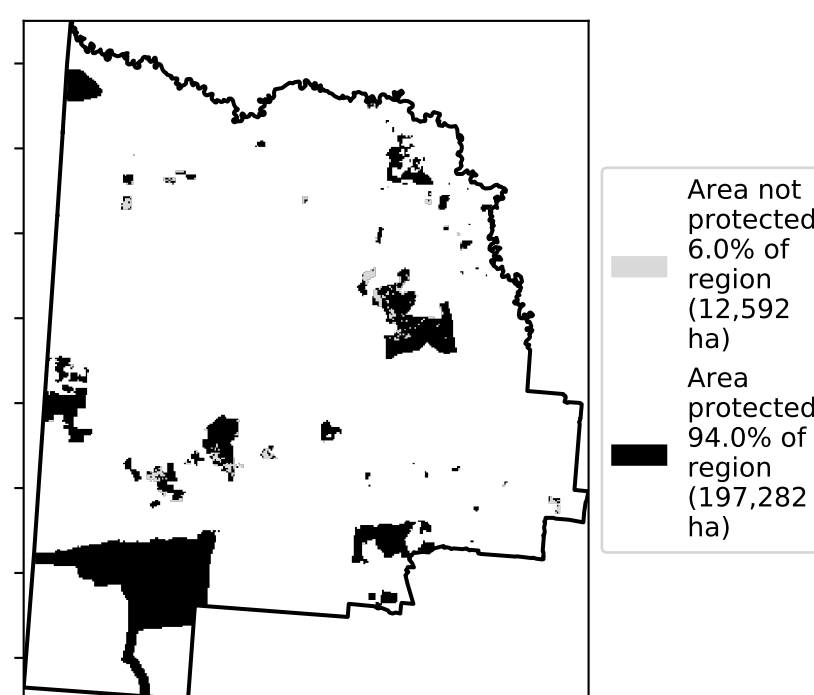 Area not
protected
6.0% of
region
(12,592
ha)
Area
protected
94.0% of
region
(197,282
ha)